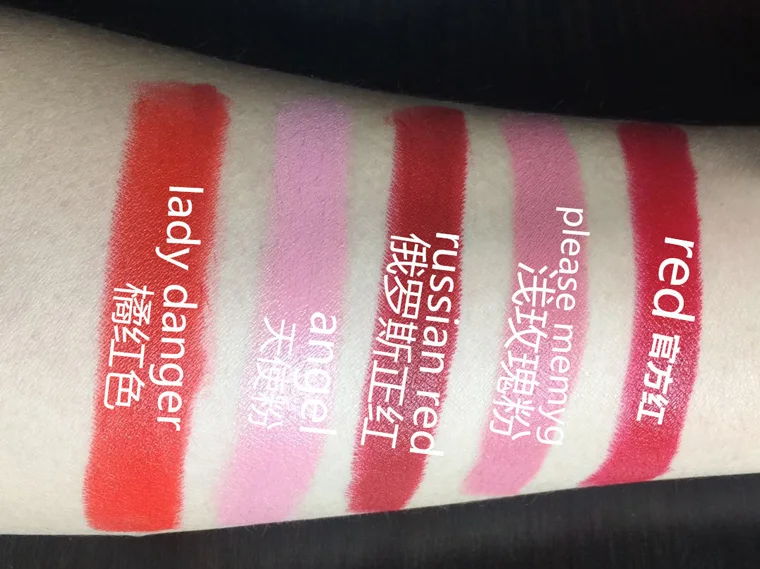 lady danger
橘红色
angel
天使粉
russian red
俄罗斯正红
please memyg
浅玫瑰粉
red 官方红